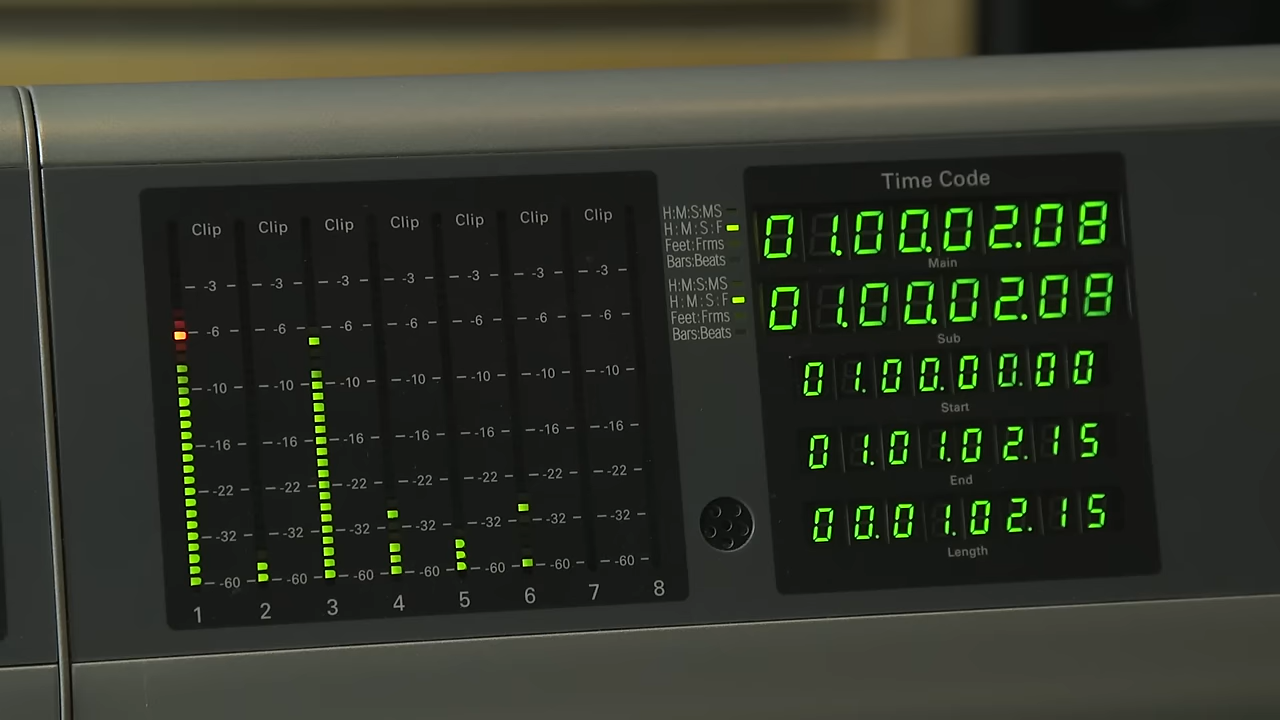 Clip Clip Clip Clip Clip Clip Clip
-3 -3 -3 -3 -3 -3 -3
-6 -6 -6 -6 -6 -6 -6
-10 -10 -10 -10 -10 -10 -10
-16 -16 -16 -16 -16 -16 -16
-22 -22 -22 -22 -22 -22 -22
-32 -32 -32 -32 -32 -32 -32
-60 -60 -60 -60 -60 -60 -60
1 2 3 4 5 6 7 8
H:M:S:MS
H:M:S:F
Feet:Frms
Bars:Beats
H:M:S:MS
H:M:S:F
Feet:Frms
Bars:Beats
Time Code
01.00.02.08
Main
01.00.02.08
Sub
01.00.00.00
Start
01.01.02.15
End
00.01.02.15
Length